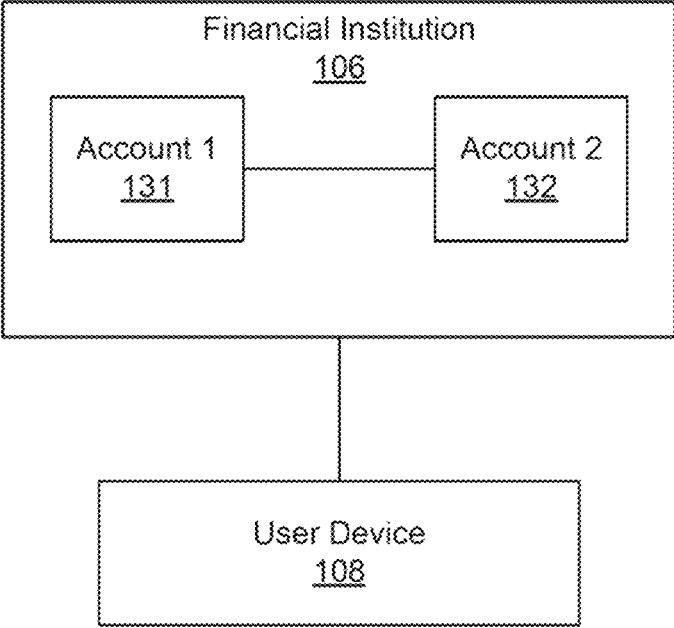 Financial Institution
106
Account 1
131
Account 2
132
User Device
108